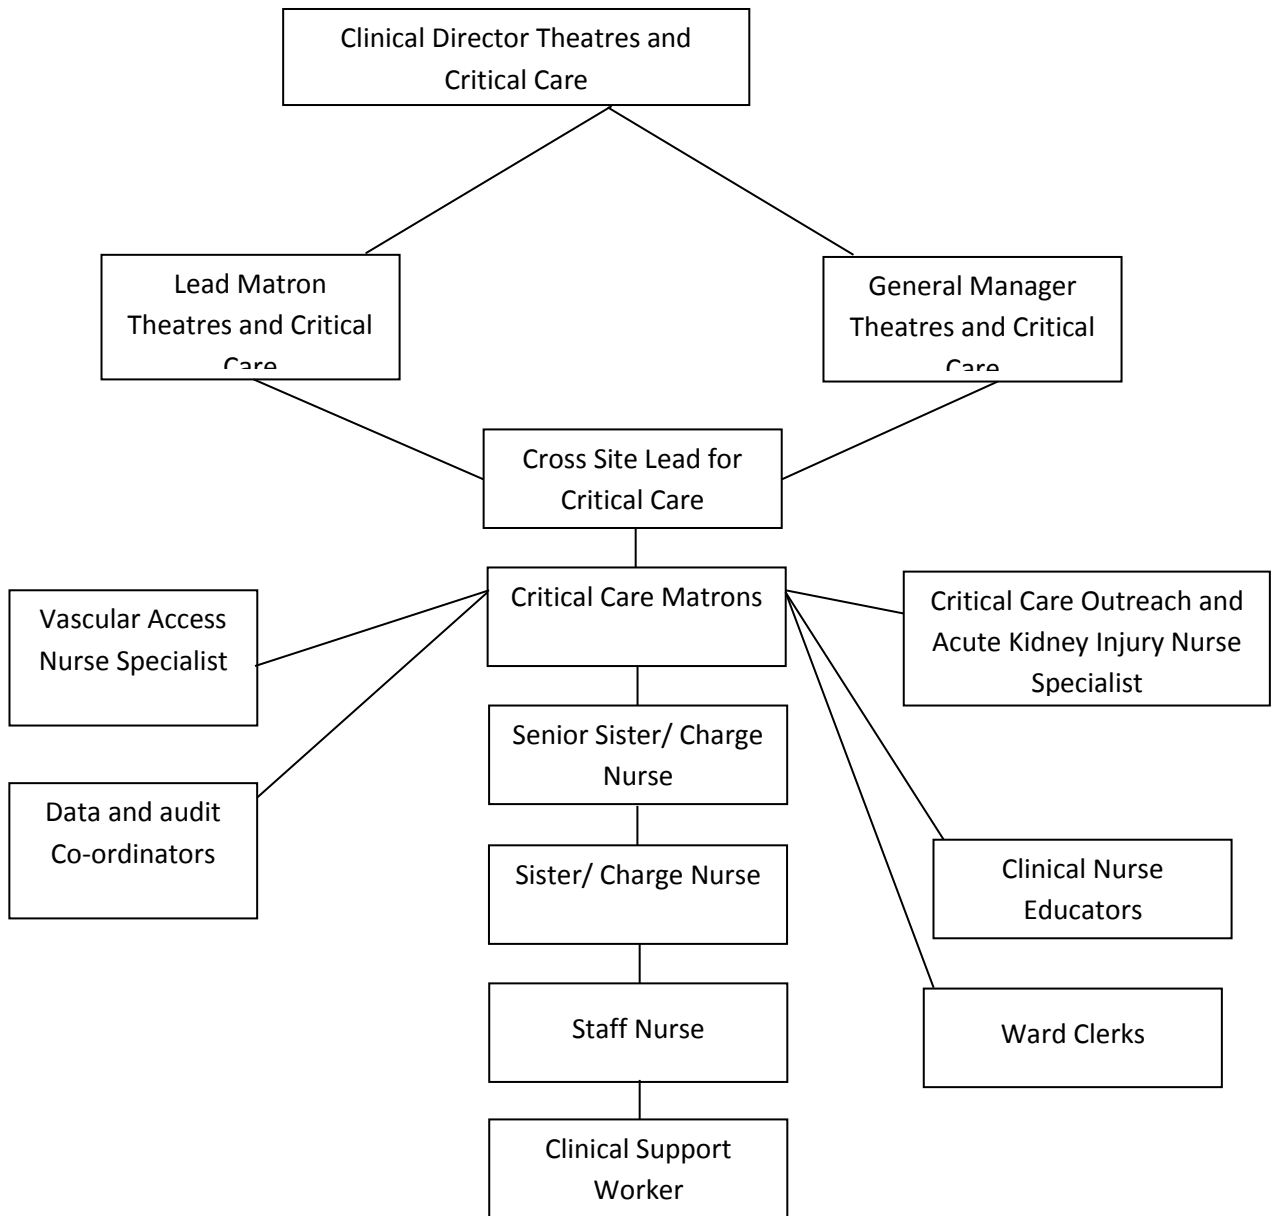 Clinical Director Theatres and
Critical Care
Lead Matron
Theatres and Critical
Care
General Manager
Theatres and Critical
Care
Cross Site Lead for
Critical Care
Critical Care Matrons
Vascular Access
Nurse Specialist
Critical Care Outreach and
Acute Kidney Injury Nurse
Specialist
Senior Sister/ Charge
Nurse
Data and audit
Co-ordinators
Sister/ Charge Nurse
Clinical Nurse
Educators
Staff Nurse
Ward Clerks
Clinical Support
Worker